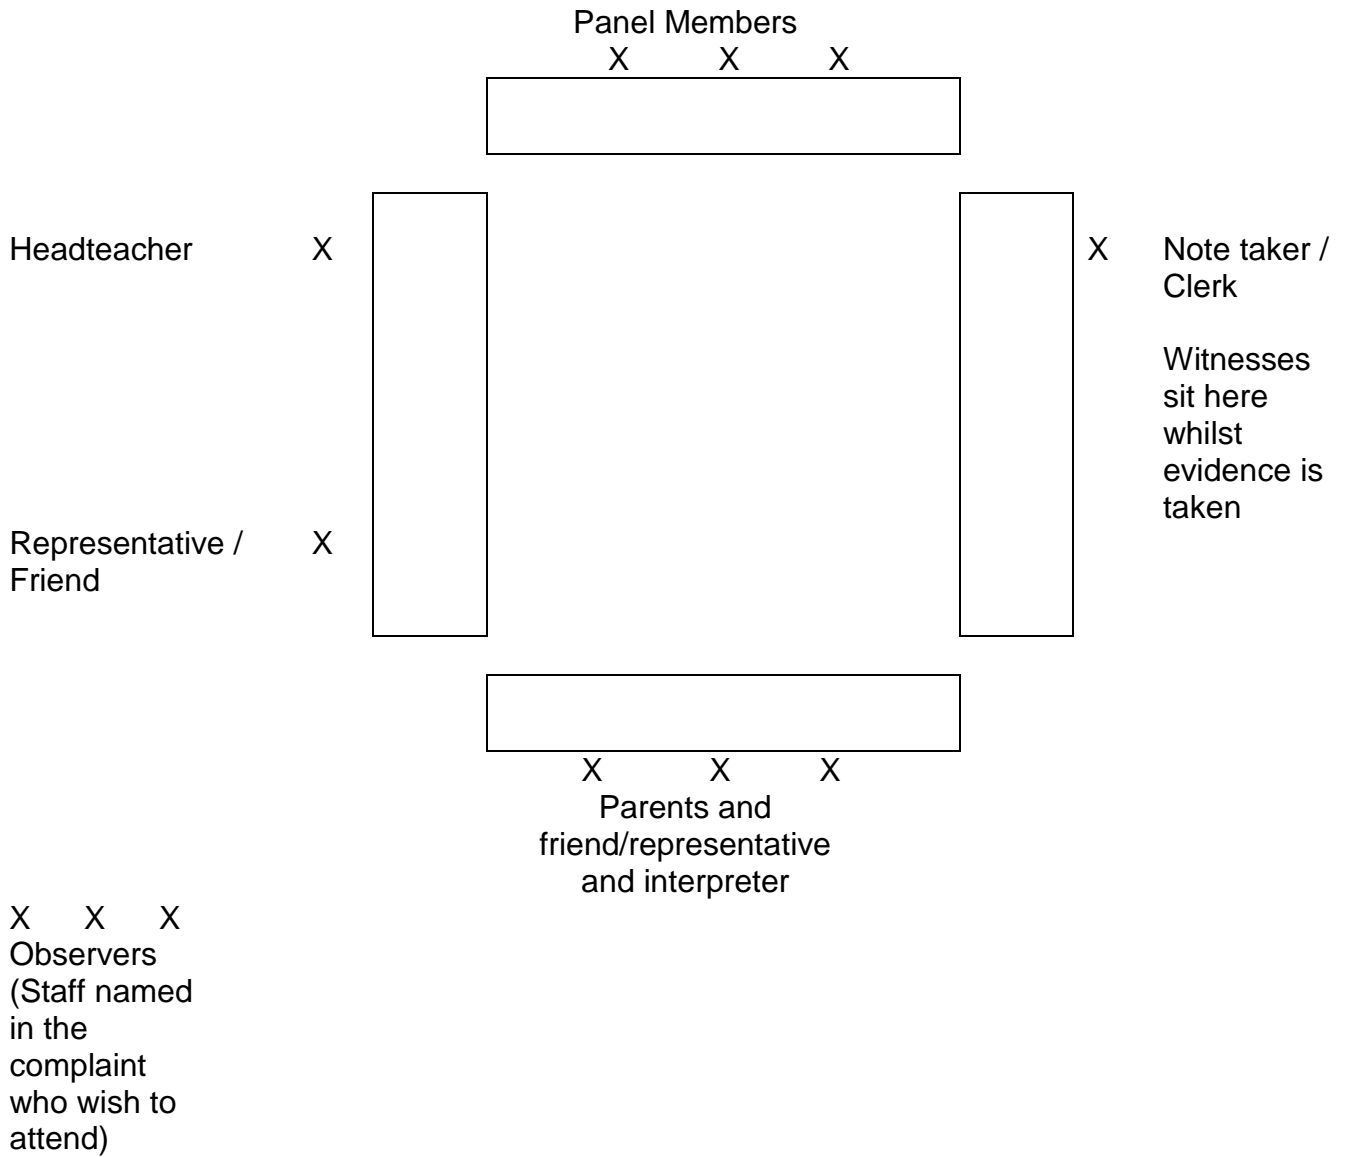 Panel Members
X X X
Headteacher X
X Note taker /
Clerk
Witnesses
sit here
whilst
evidence is
taken
Representative / X
Friend
X X X
Parents and
friend/representative
and interpreter
X X X
Observers
(Staff named
in the
complaint
who wish to
attend)